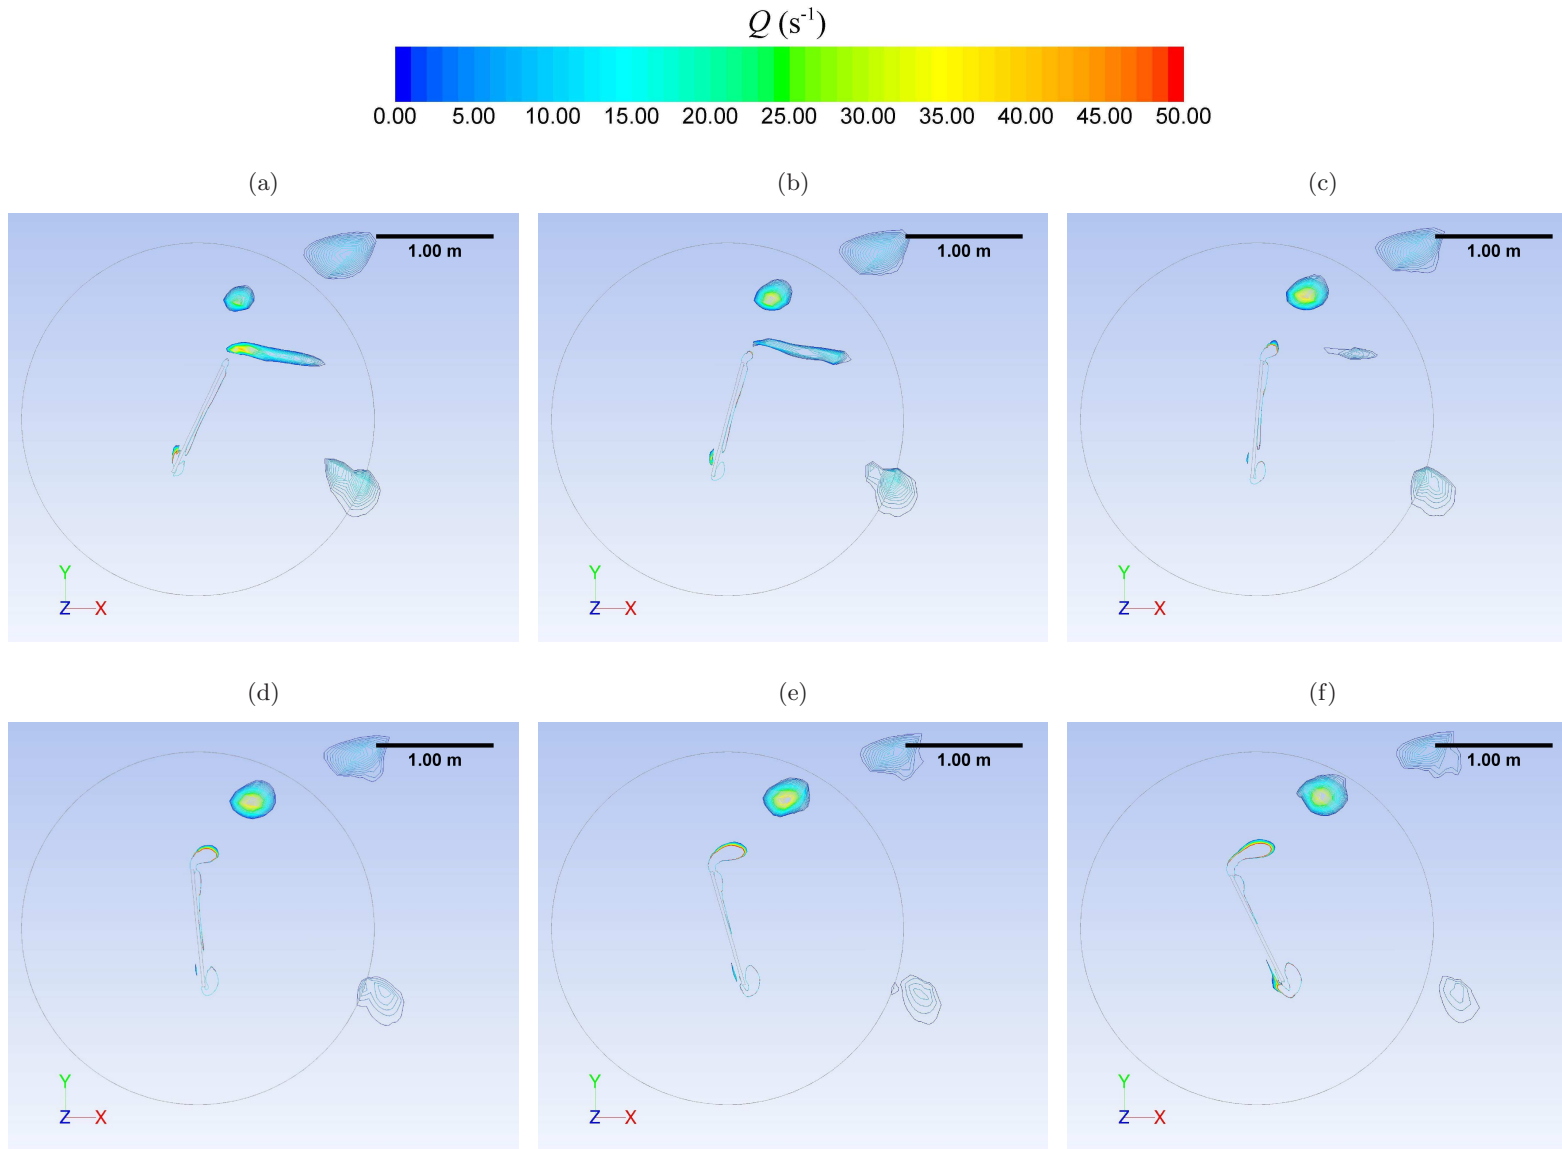 Q (s⁻¹)
0.00 5.00 10.00 15.00 20.00 25.00 30.00 35.00 40.00 45.00 50.00
(a) (b) (c)
1.00 m 1.00 m 1.00 m
Y Y Y
Z X Z X Z X
(d) (e) (f)
1.00 m 1.00 m 1.00 m
Y Y Y
Z X Z X Z X